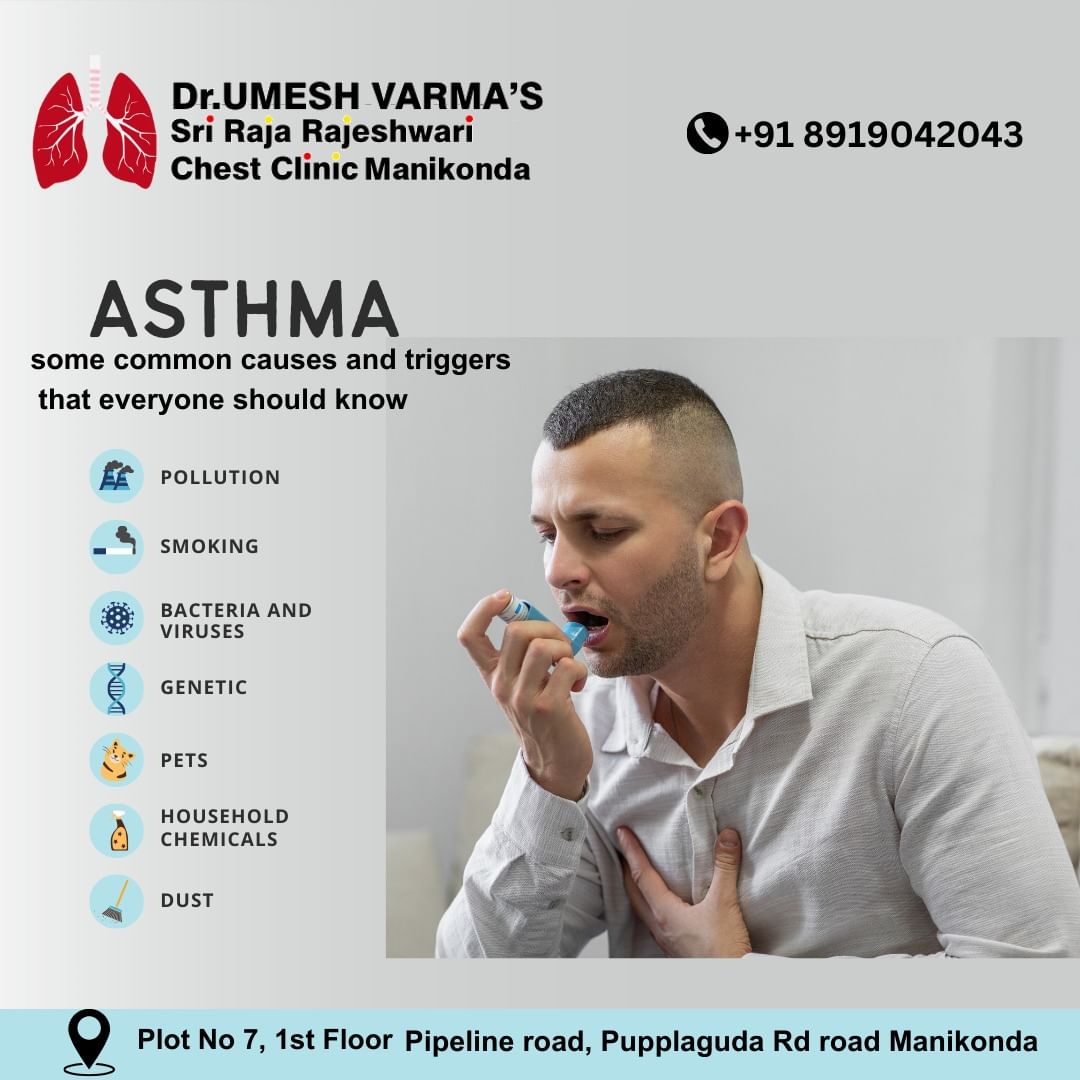 Dr.UMESH VARMA'S
Sri Raja Rajeshwari
Chest Clinic Manikonda
+91 8919042043
ASTHMA
some common causes and triggers
that everyone should know
POLLUTION
SMOKING
BACTERIA AND
VIRUSES
GENETIC
PETS
HOUSEHOLD
CHEMICALS
DUST
Plot No 7, 1st Floor Pipeline road, Pupplaguda Rd road Manikonda